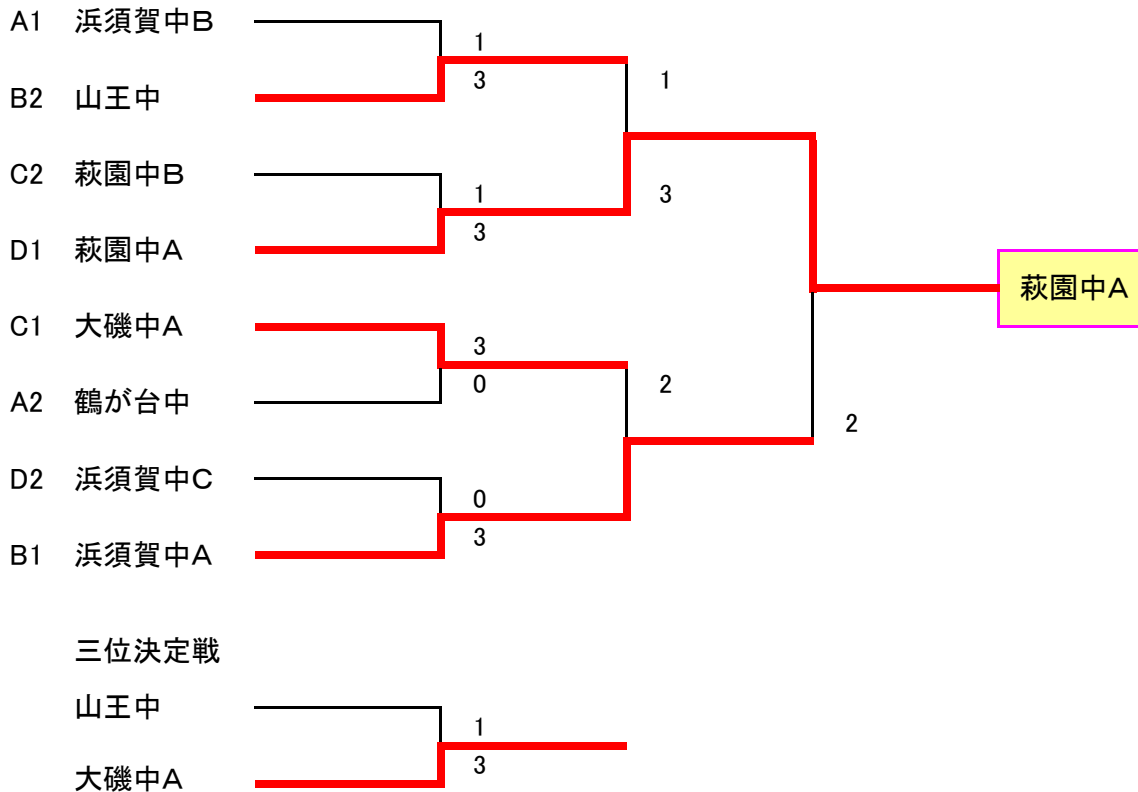 A1 浜須賀中B
1
3
B2 山王中
1
C2 萩園中B
1
3
3
D1 萩園中A
萩園中A
C1 大磯中A
3
0
2
A2 鶴が台中
2
D2 浜須賀中C
0
3
B1 浜須賀中A
三位決定戦
山王中
1
3
大磯中A